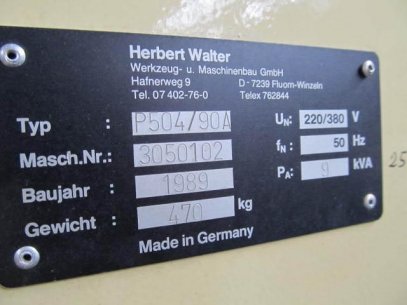 Herbert Walter
Werkzeug- u. Maschinenbau GmbH
Hafnerweg 9 D-7239 Fluorn-Winzeln
Tel. 07 402-76-0 Telex 762844
Typ : P504/90A
Masch.Nr.: 3050102
Baujahr : 1989
Gewicht : 470 kg
UN: 220/380 V
fN : 50 Hz
PA: 9 kVA
Made in Germany
25